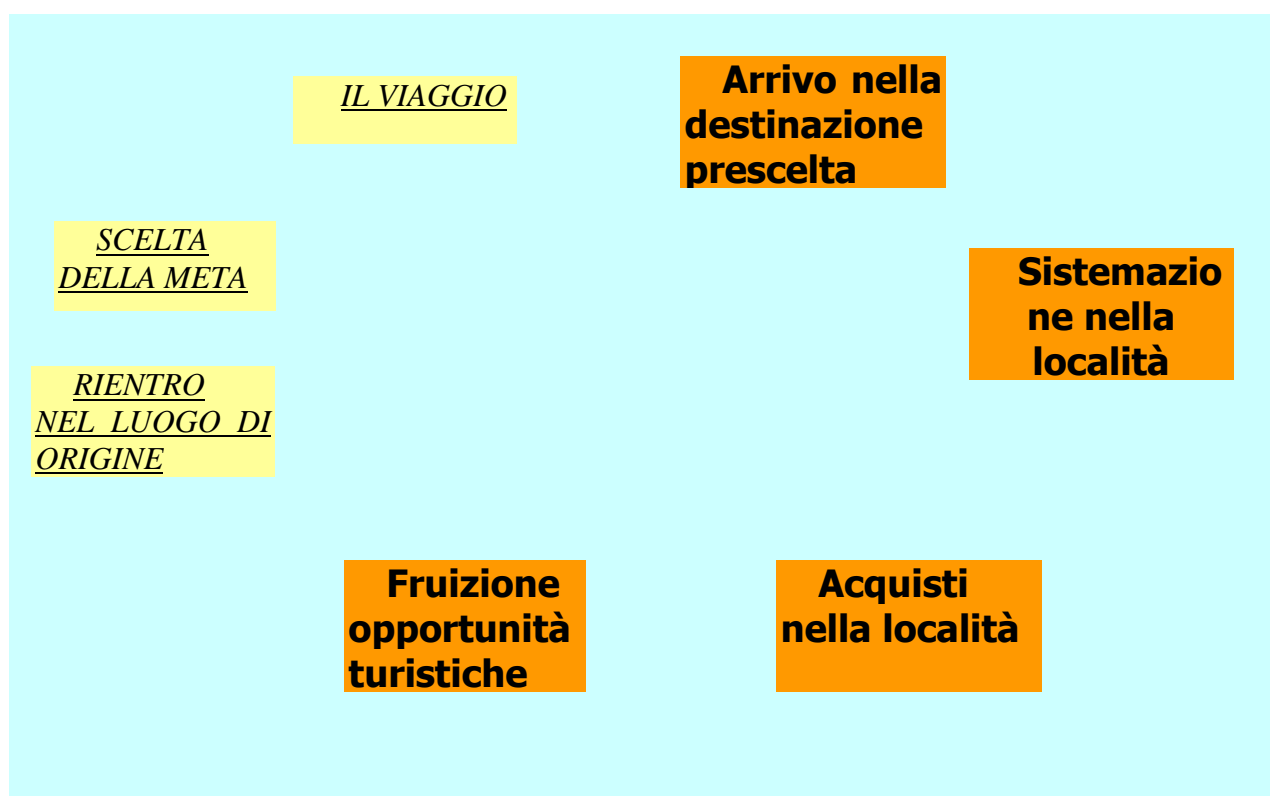 IL VIAGGIO
Arrivo nella
destinazione
prescelta
SCELTA
DELLA META
Sistemazio
ne nella
località
RIENTRO
NEL LUOGO DI
ORIGINE
Fruizione
opportunità
turistiche
Acquisti
nella località